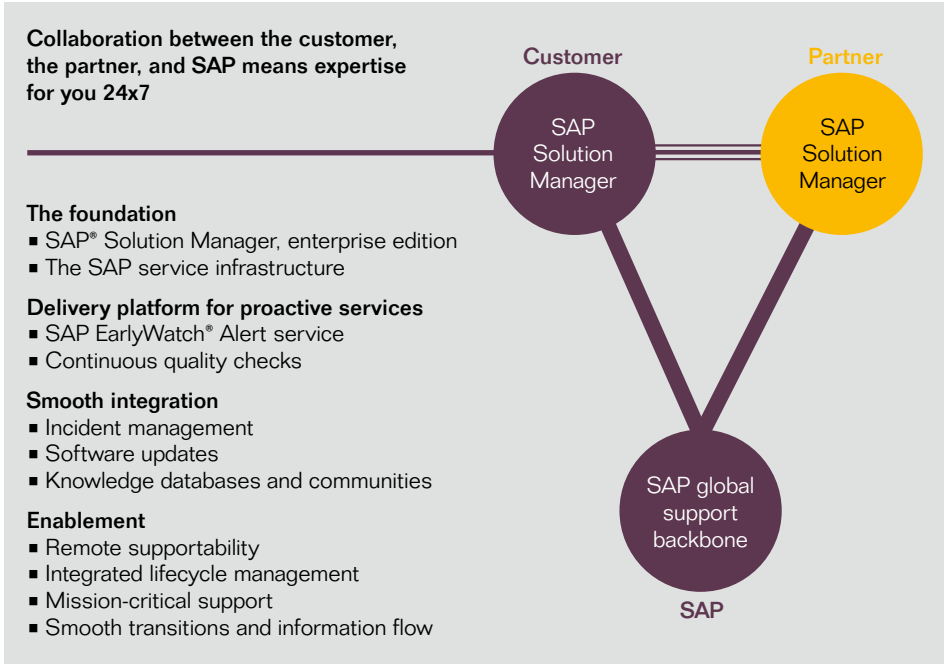 Collaboration between the customer,
the partner, and SAP means expertise
for you 24x7
Customer
Partner
SAP
Solution
Manager
SAP
Solution
Manager
The foundation
▪ SAP® Solution Manager, enterprise edition
▪ The SAP service infrastructure
Delivery platform for proactive services
▪ SAP EarlyWatch® Alert service
▪ Continuous quality checks
Smooth integration
▪ Incident management
▪ Software updates
▪ Knowledge databases and communities
Enablement
▪ Remote supportability
▪ Integrated lifecycle management
▪ Mission-critical support
▪ Smooth transitions and information flow
SAP global
support
backbone
SAP